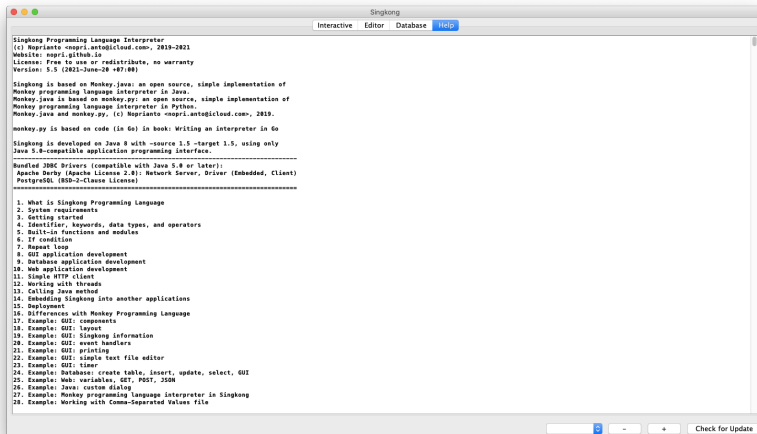 Singkong
Interactive Editor Database Help
Singkong Programming Language Interpreter
(c) Noprianto <nopri.anto@icloud.com>, 2019-2021
Website: nopri.github.io
License: Free to use or redistribute, no warranty
Version: 5.5 (2021-June-20 +07:00)
Singkong is based on Monkey.java: an open source, simple implementation of
Monkey programming language interpreter in Java.
Monkey.java is based on monkey.py: an open source, simple implementation of
Monkey programming language interpreter in Python.
Monkey.java and monkey.py, (c) Noprianto <nopri.anto@icloud.com>, 2019.
monkey.py is based on code (in Go) in book: Writing an interpreter in Go
Singkong is developed on Java 8 with -source 1.5 -target 1.5, using only
Java 5.0-compatible application programming interface.
================================================================================
Bundled JDBC Drivers (compatible with Java 5.0 or later):
Apache Derby (Apache License 2.0): Network Server, Driver (Embedded, Client)
PostgreSQL (BSD-2-Clause License)
================================================================================
1. What is Singkong Programming Language
2. System requirements
3. Getting started
4. Identifier, keywords, data types, and operators
5. Built-in functions and modules
6. If condition
7. Repeat loop
8. GUI application development
9. Database application development
10. Web application development
11. Simple HTTP client
12. Working with threads
13. Calling Java method
14. Embedding Singkong into another applications
15. Deployment
16. Differences with Monkey Programming Language
17. Example: GUI: components
18. Example: GUI: layout
19. Example: GUI: Singkong information
20. Example: GUI: event handlers
21. Example: GUI: printing
22. Example: GUI: simple text file editor
23. Example: GUI: timer
24. Example: Database: create table, insert, update, select, GUI
25. Example: Web: variables, GET, POST, JSON
26. Example: Java: custom dialog
27. Example: Monkey programming language interpreter in Singkong
28. Example: Working with Comma-Separated Values file
- + Check for Update